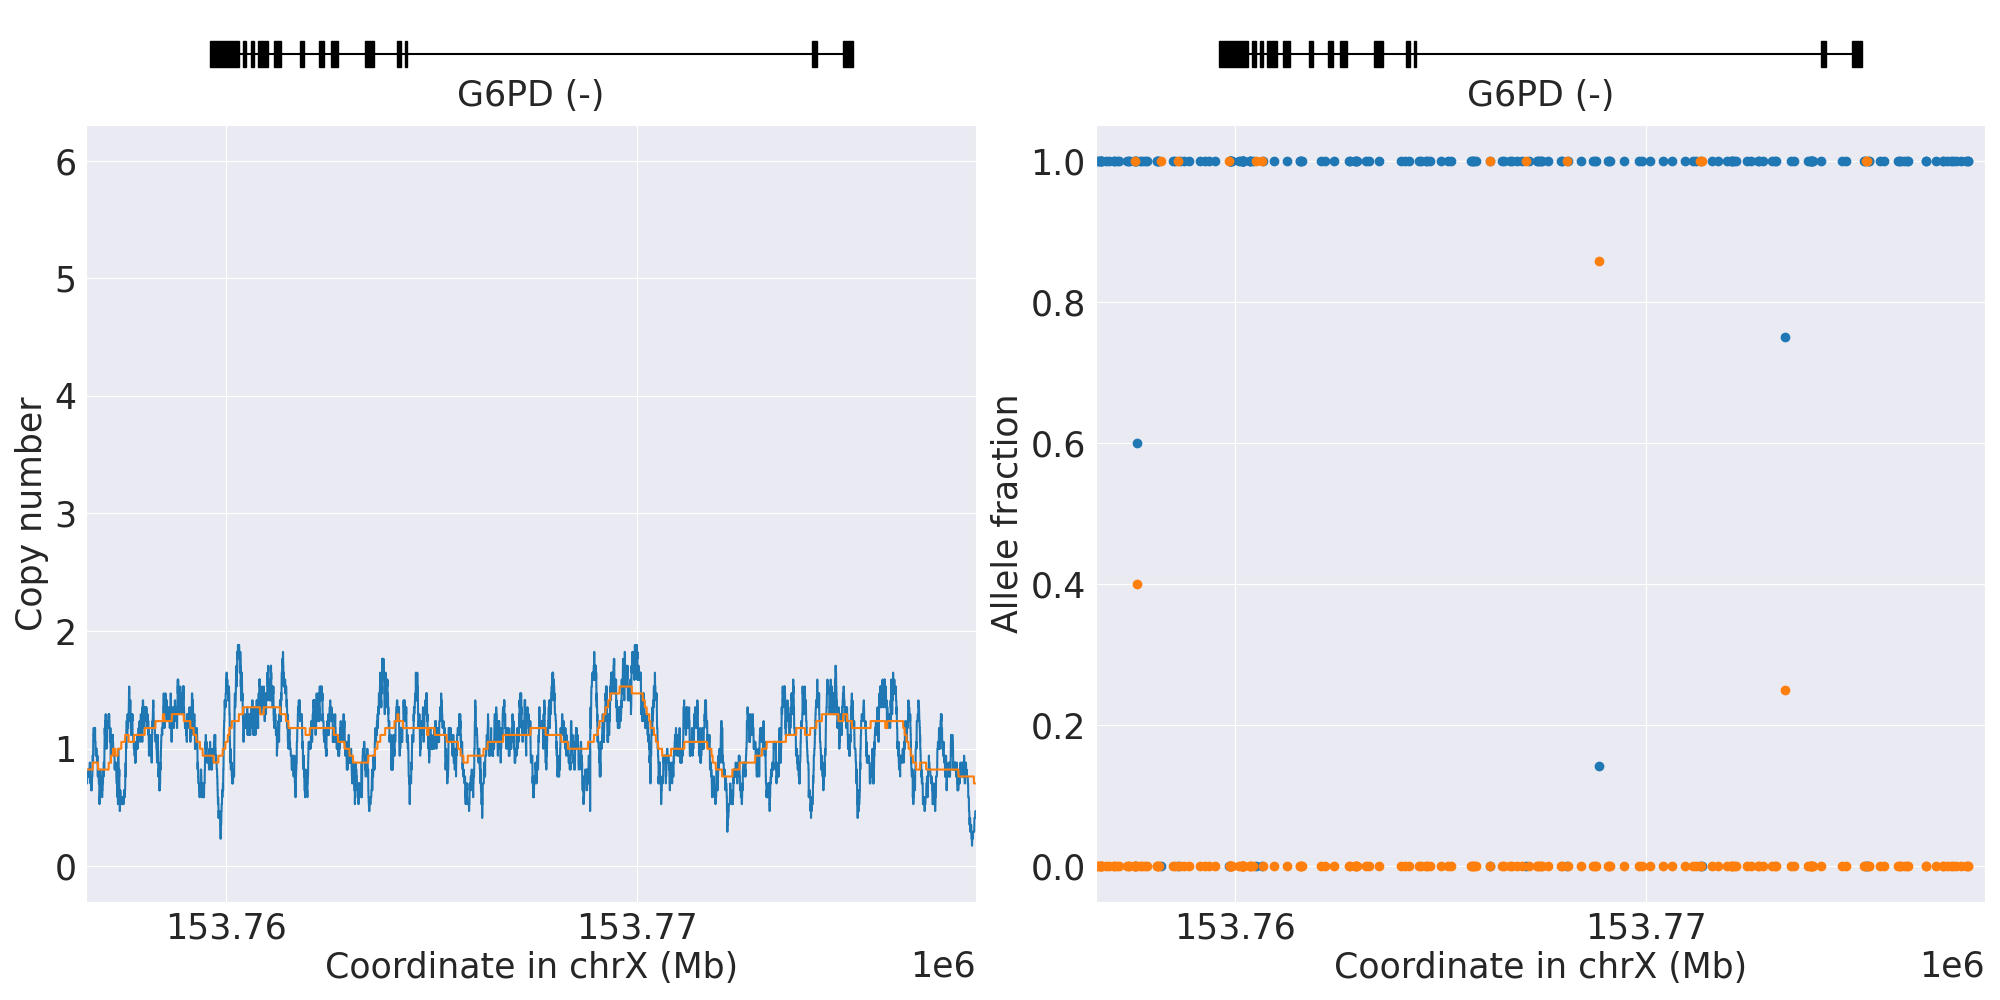 G6PD (-)
6
5
4
3
2
1
0
Copy number
153.76
153.77
Coordinate in chrX (Mb)
1e6
G6PD (-)
1.0
0.8
0.6
0.4
0.2
0.0
Allele fraction
153.76
153.77
Coordinate in chrX (Mb)
1e6